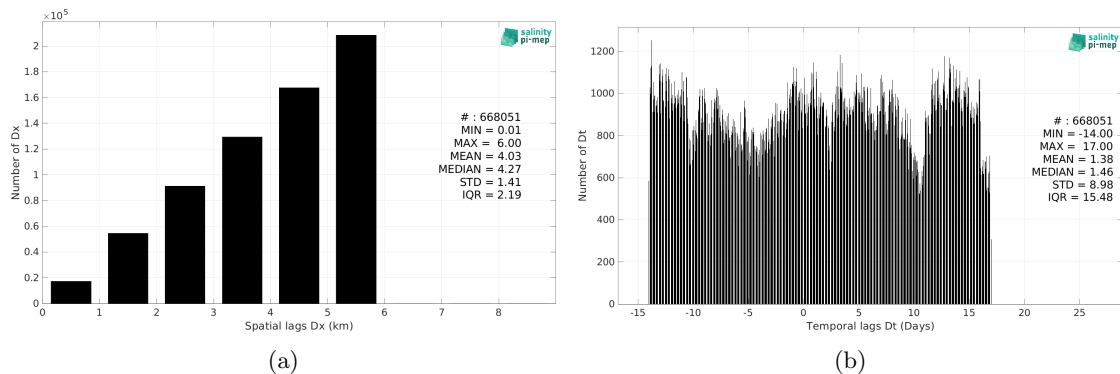 ×10⁵
2
1.8
1.6
1.4
1.2
1
0.8
0.6
0.4
0.2
0
Number of Dx
0 1 2 3 4 5 6 7 8
Spatial lags Dx (km)
salinity
pi-mep
# : 668051
MIN = 0.01
MAX = 6.00
MEAN = 4.03
MEDIAN = 4.27
STD = 1.41
IQR = 2.19
(a)
1200
1000
800
600
400
200
0
Number of Dt
-15 -10 -5 0 5 10 15 20 25
Temporal lags Dt (Days)
salinity
pi-mep
# : 668051
MIN = -14.00
MAX = 17.00
MEAN = 1.38
MEDIAN = 1.46
STD = 8.98
IQR = 15.48
(b)